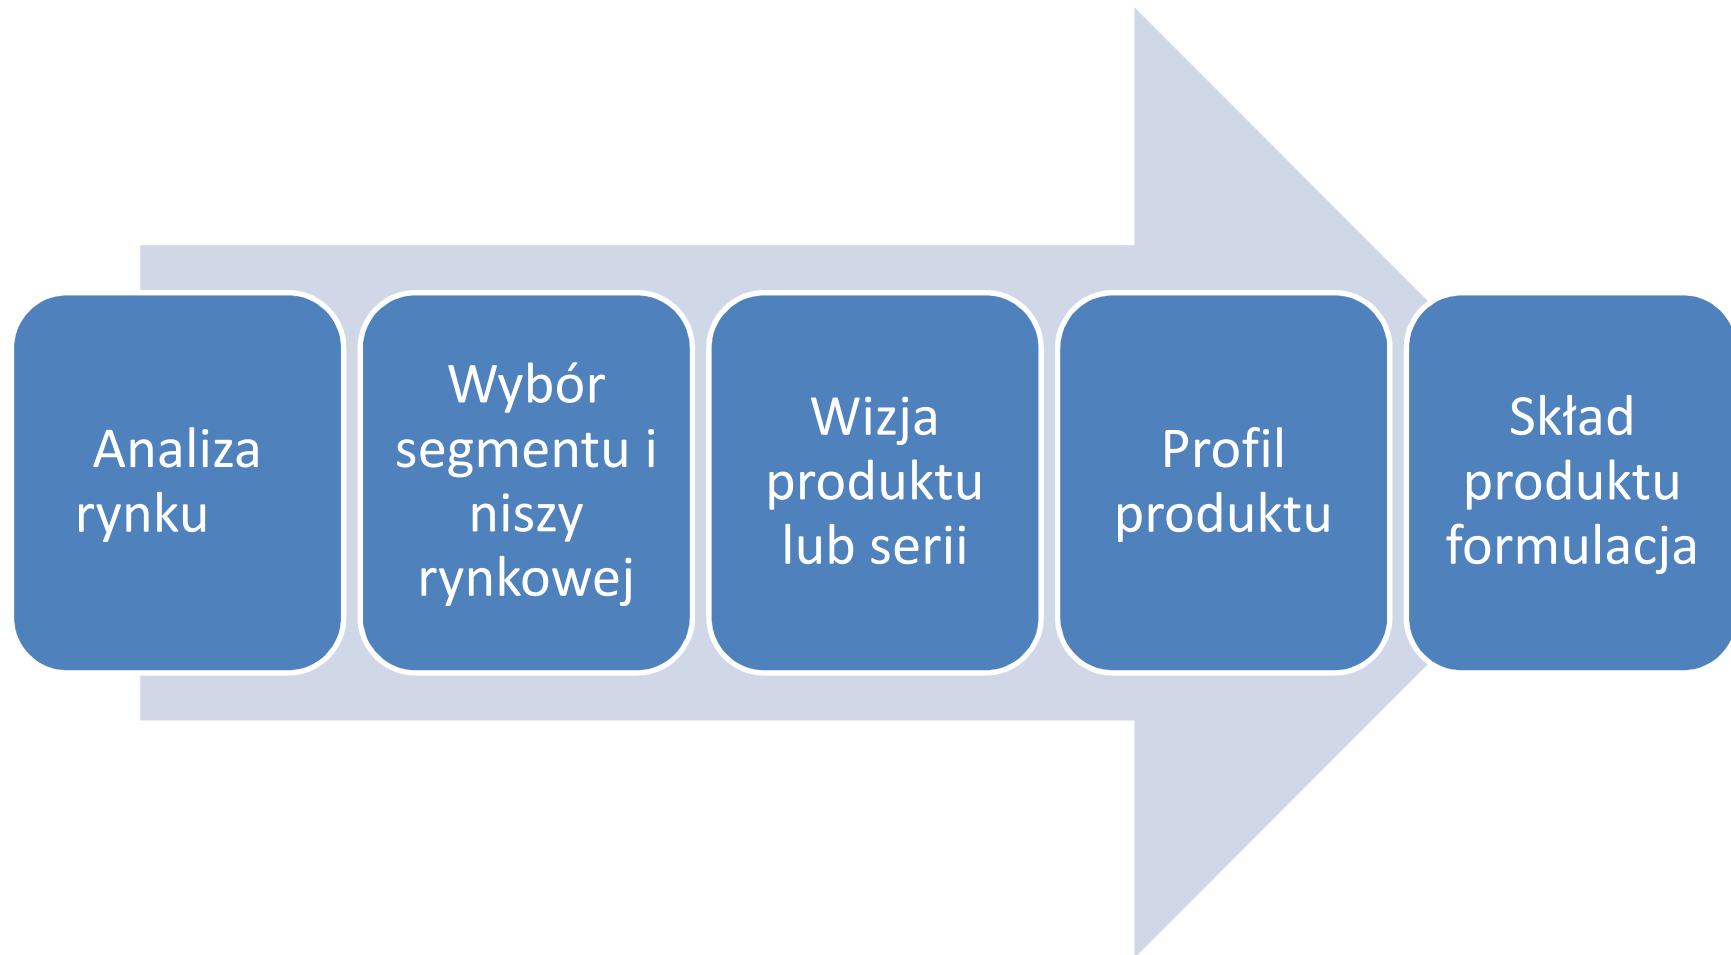 Analiza
rynku
Wybór
segmentu i
niszy
rynkowej
Wizja
produktu
lub serii
Profil
produktu
Skład
produktu
formulacja